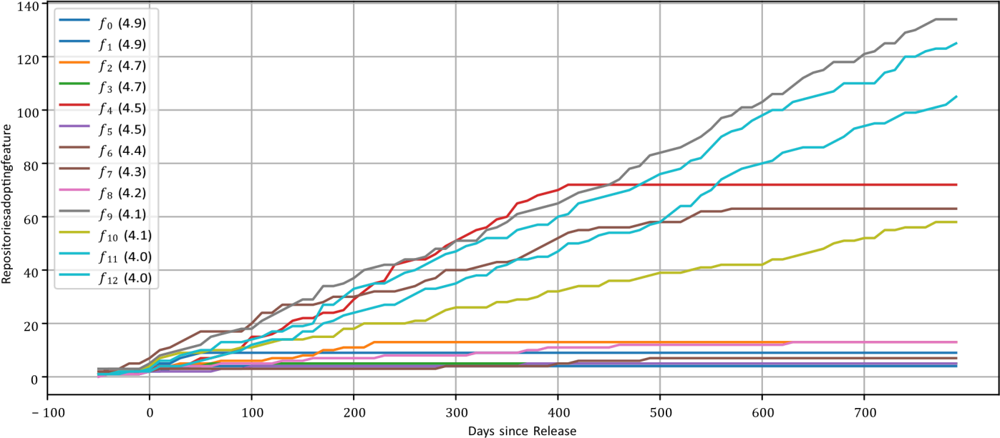 140
120
100
80
60
40
20
0
Repositoriesadoptingfeature
f0 (4.9)
f1 (4.9)
f2 (4.7)
f3 (4.7)
f4 (4.5)
f5 (4.5)
f6 (4.4)
f7 (4.3)
f8 (4.2)
f9 (4.1)
f10 (4.1)
f11 (4.0)
f12 (4.0)
− 100 0 100 200 300 400 500 600 700
Days since Release